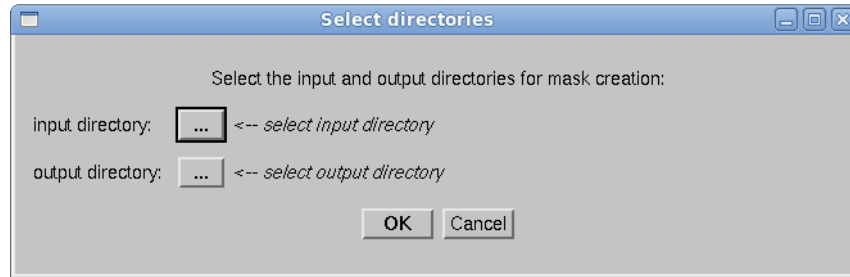 Select directories
Select the input and output directories for mask creation:
input directory: ... <-- select input directory
output directory: ... <-- select output directory
OK Cancel